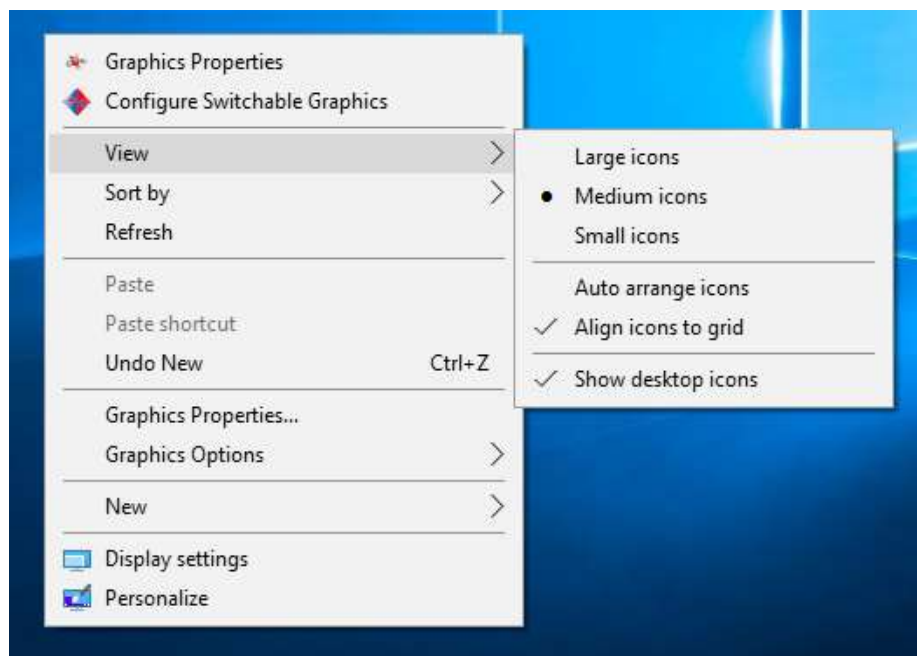 Graphics Properties
Configure Switchable Graphics
View
Sort by
Refresh
Paste
Paste shortcut
Undo New Ctrl+Z
Graphics Properties...
Graphics Options
New
Display settings
Personalize
Large icons
Medium icons
Small icons
Auto arrange icons
Align icons to grid
Show desktop icons